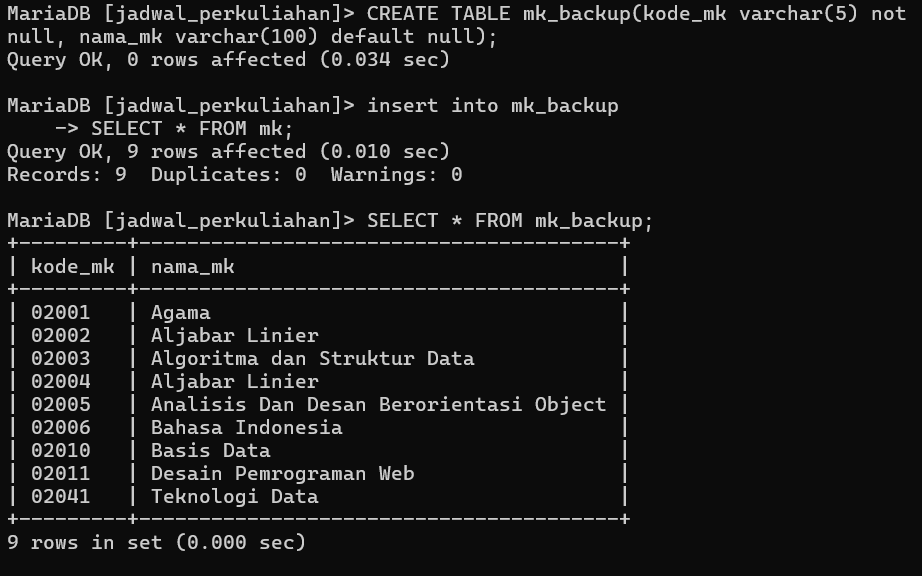 MariaDB [jadwal_perkuliahan]> CREATE TABLE mk_backup(kode_mk varchar(5) not
null, nama_mk varchar(100) default null);
Query OK, 0 rows affected (0.034 sec)

MariaDB [jadwal_perkuliahan]> insert into mk_backup
    -> SELECT * FROM mk;
Query OK, 9 rows affected (0.010 sec)
Records: 9  Duplicates: 0  Warnings: 0

MariaDB [jadwal_perkuliahan]> SELECT * FROM mk_backup;
+---------+----------------------------------------+
| kode_mk | nama_mk                                |
+---------+----------------------------------------+
| 02001   | Agama                                  |
| 02002   | Aljabar Linier                         |
| 02003   | Algoritma dan Struktur Data            |
| 02004   | Aljabar Linier                         |
| 02005   | Analisis Dan Desan Berorientasi Object |
| 02006   | Bahasa Indonesia                       |
| 02010   | Basis Data                             |
| 02011   | Desain Pemrograman Web                 |
| 02041   | Teknologi Data                         |
+---------+----------------------------------------+
9 rows in set (0.000 sec)